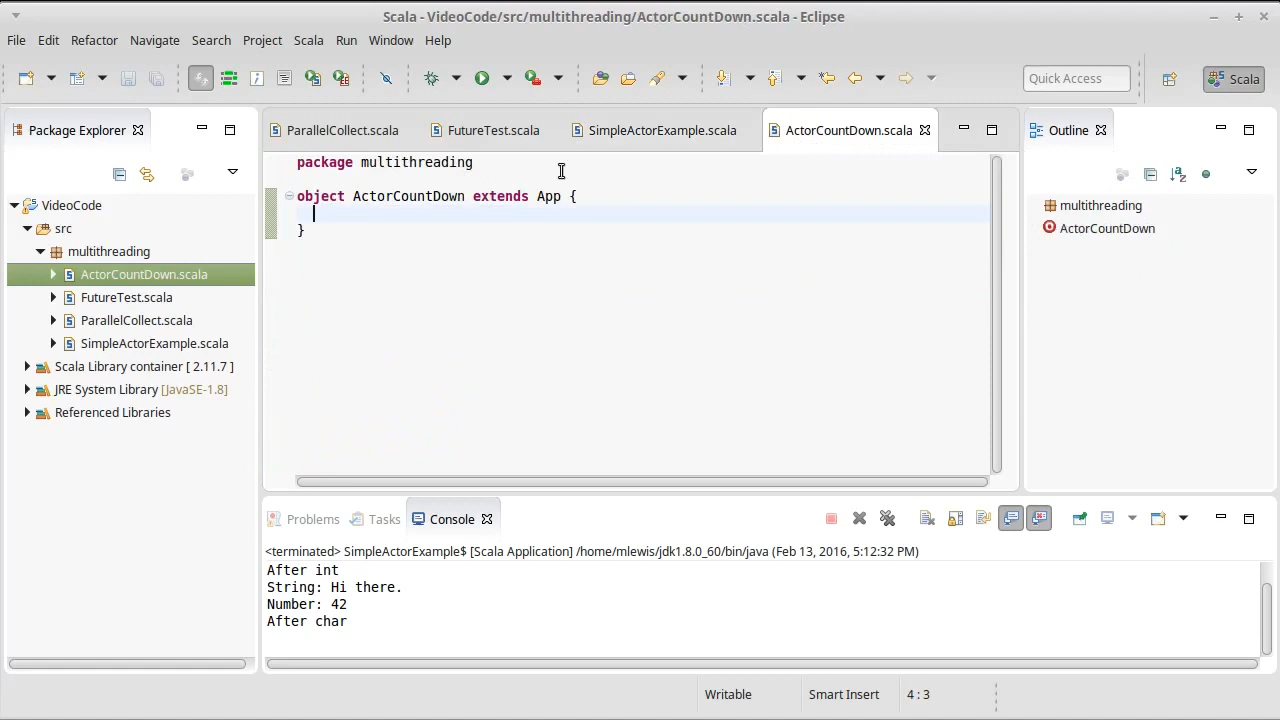 Scala - VideoCode/src/multithreading/ActorCountDown.scala - Eclipse
File Edit Refactor Navigate Search Project Scala Run Window Help
Quick Access
Scala
Package Explorer
ParallelCollect.scala
FutureTest.scala
SimpleActorExample.scala
ActorCountDown.scala
Outline
VideoCode
src
multithreading
ActorCountDown.scala
FutureTest.scala
ParallelCollect.scala
SimpleActorExample.scala
Scala Library container [ 2.11.7 ]
JRE System Library [JavaSE-1.8]
Referenced Libraries
package multithreading
object ActorCountDown extends App {
}
multithreading
ActorCountDown
Problems
Tasks
Console
<terminated> SimpleActorExample$ [Scala Application] /home/mlewis/jdk1.8.0_60/bin/java (Feb 13, 2016, 5:12:32 PM)
After int
String: Hi there.
Number: 42
After char
Writable
Smart Insert
4 : 3